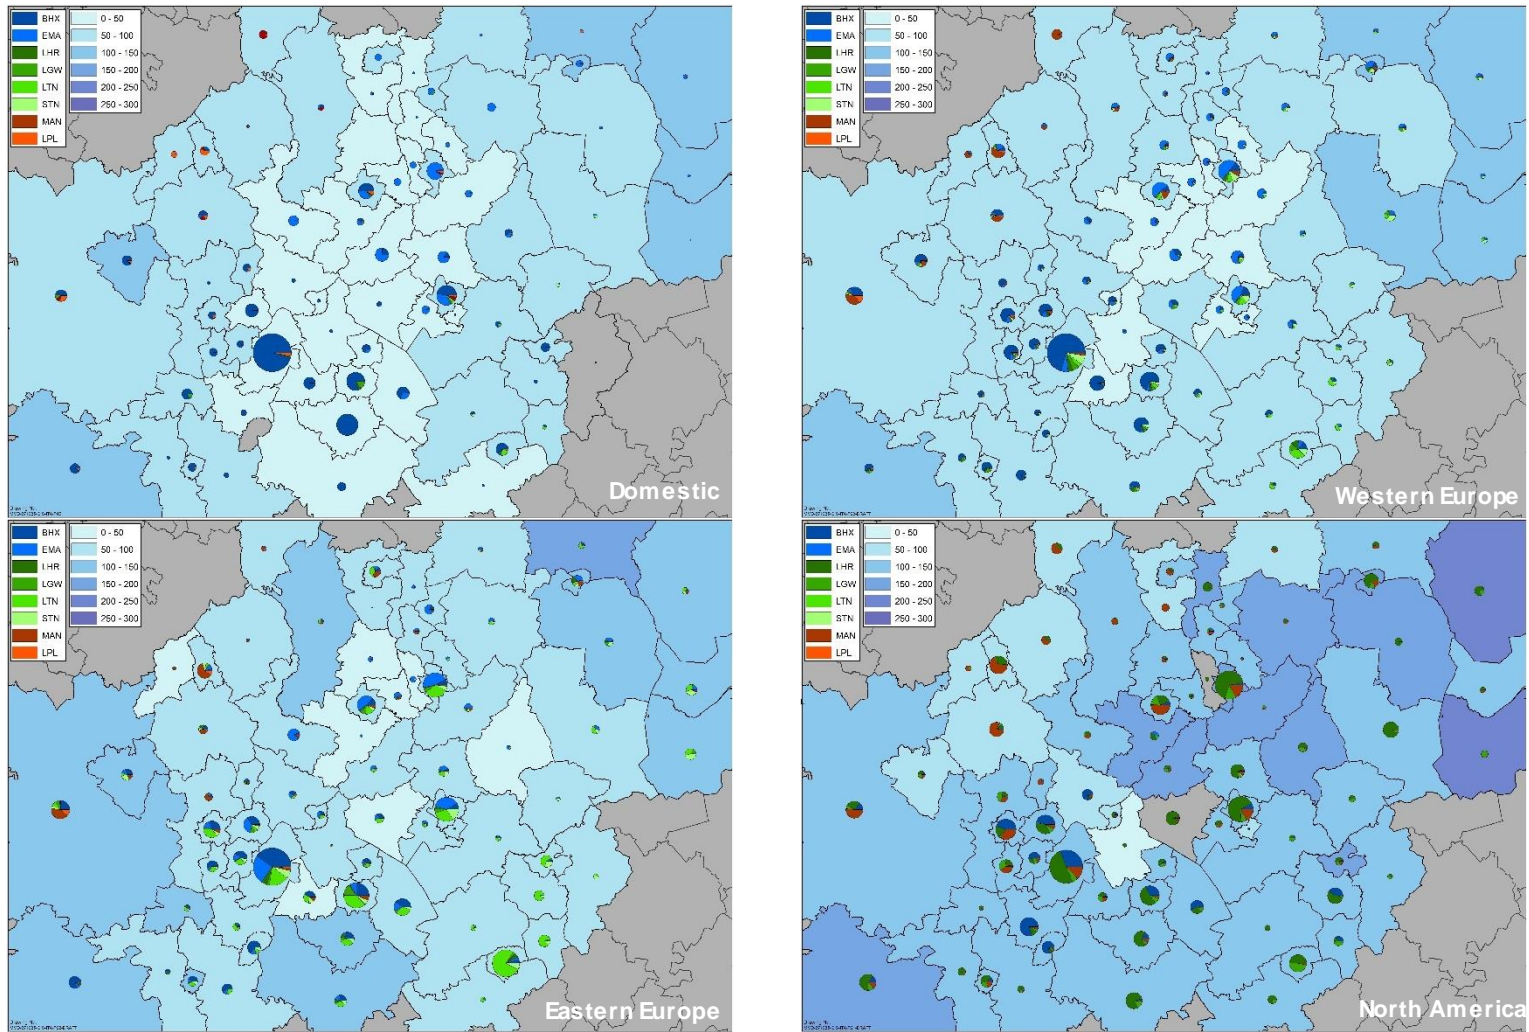 BHX 0 - 50
EMA 50 - 100
LHR 100 - 150
LGW 150 - 200
LTN 200 - 250
STN 250 - 300
MAN
LPL
Domestic
BHX 0 - 50
EMA 50 - 100
LHR 100 - 150
LGW 150 - 200
LTN 200 - 250
STN 250 - 300
MAN
LPL
Western Europe
BHX 0 - 50
EMA 50 - 100
LHR 100 - 150
LGW 150 - 200
LTN 200 - 250
STN 250 - 300
MAN
LPL
Eastern Europe
BHX 0 - 50
EMA 50 - 100
LHR 100 - 150
LGW 150 - 200
LTN 200 - 250
STN 250 - 300
MAN
LPL
North America